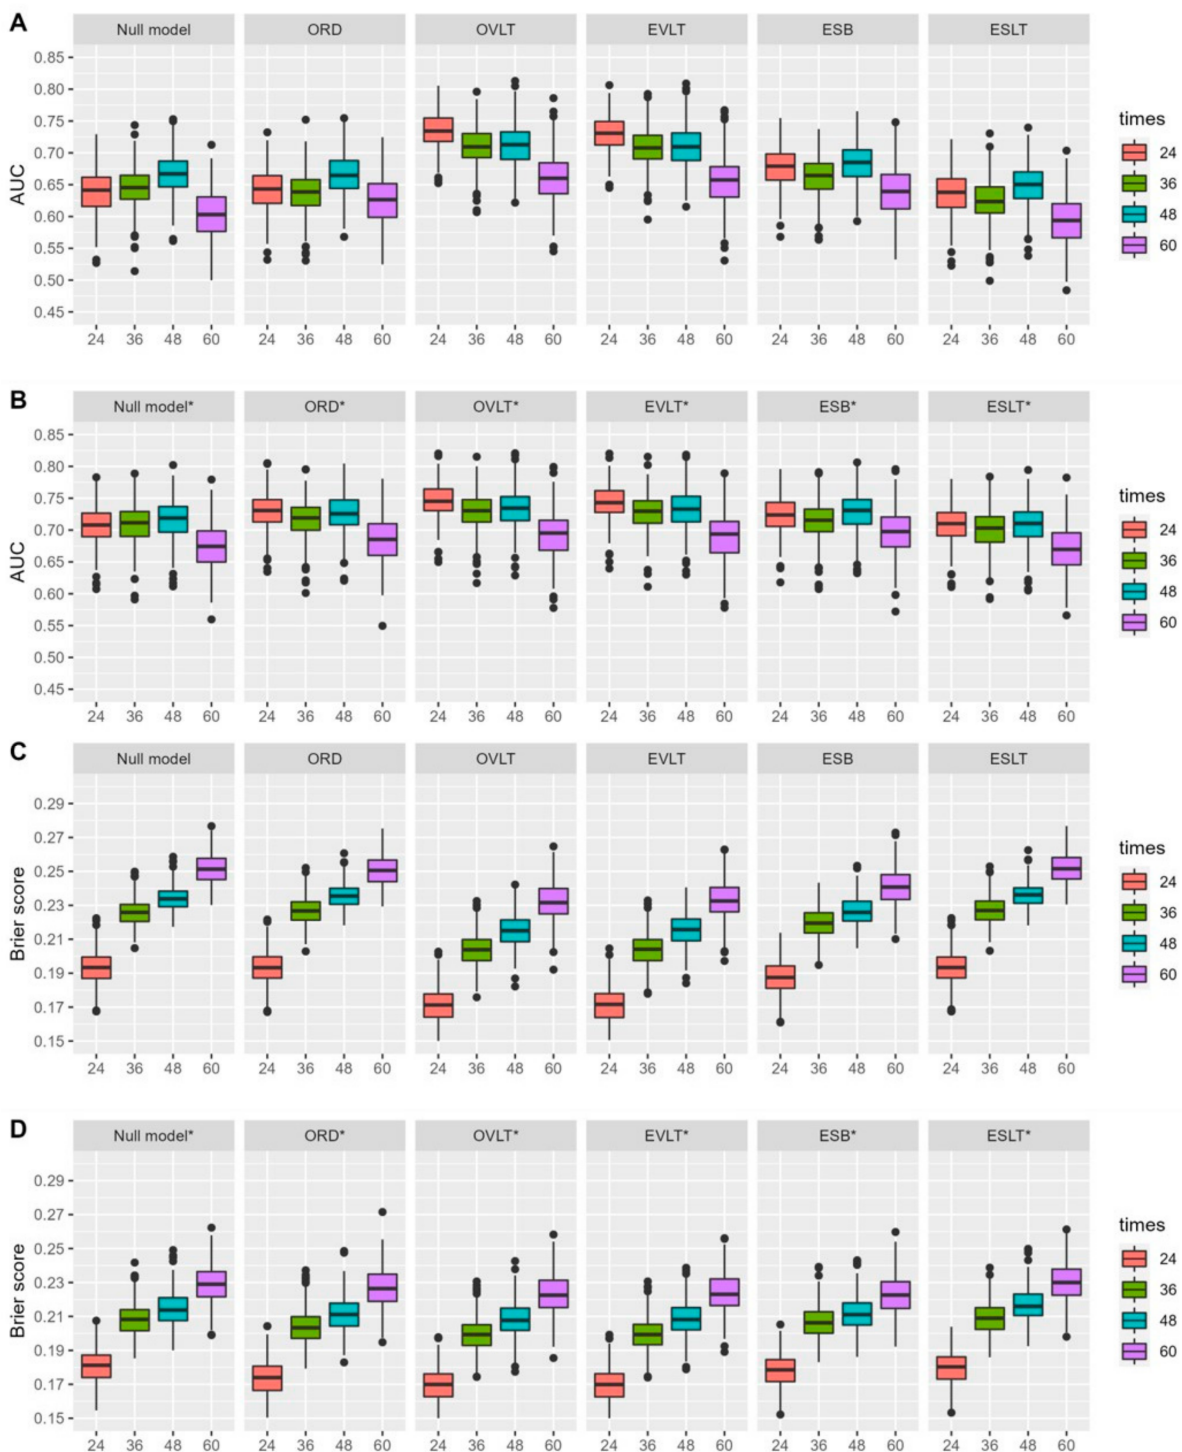 A
Null model ORD OVLT EVLT ESB ESLT
AUC
0.85
0.80
0.75
0.70
0.65
0.60
0.55
0.50
0.45
24 36 48 60 24 36 48 60 24 36 48 60 24 36 48 60 24 36 48 60 24 36 48 60
times
24
36
48
60
B
Null model* ORD* OVLT* EVLT* ESB* ESLT*
AUC
0.85
0.80
0.75
0.70
0.65
0.60
0.55
0.50
0.45
24 36 48 60 24 36 48 60 24 36 48 60 24 36 48 60 24 36 48 60 24 36 48 60
times
24
36
48
60
C
Null model ORD OVLT EVLT ESB ESLT
Brier score
0.29
0.27
0.25
0.23
0.21
0.19
0.17
0.15
24 36 48 60 24 36 48 60 24 36 48 60 24 36 48 60 24 36 48 60 24 36 48 60
times
24
36
48
60
D
Null model* ORD* OVLT* EVLT* ESB* ESLT*
Brier score
0.29
0.27
0.25
0.23
0.21
0.19
0.17
0.15
24 36 48 60 24 36 48 60 24 36 48 60 24 36 48 60 24 36 48 60 24 36 48 60
times
24
36
48
60